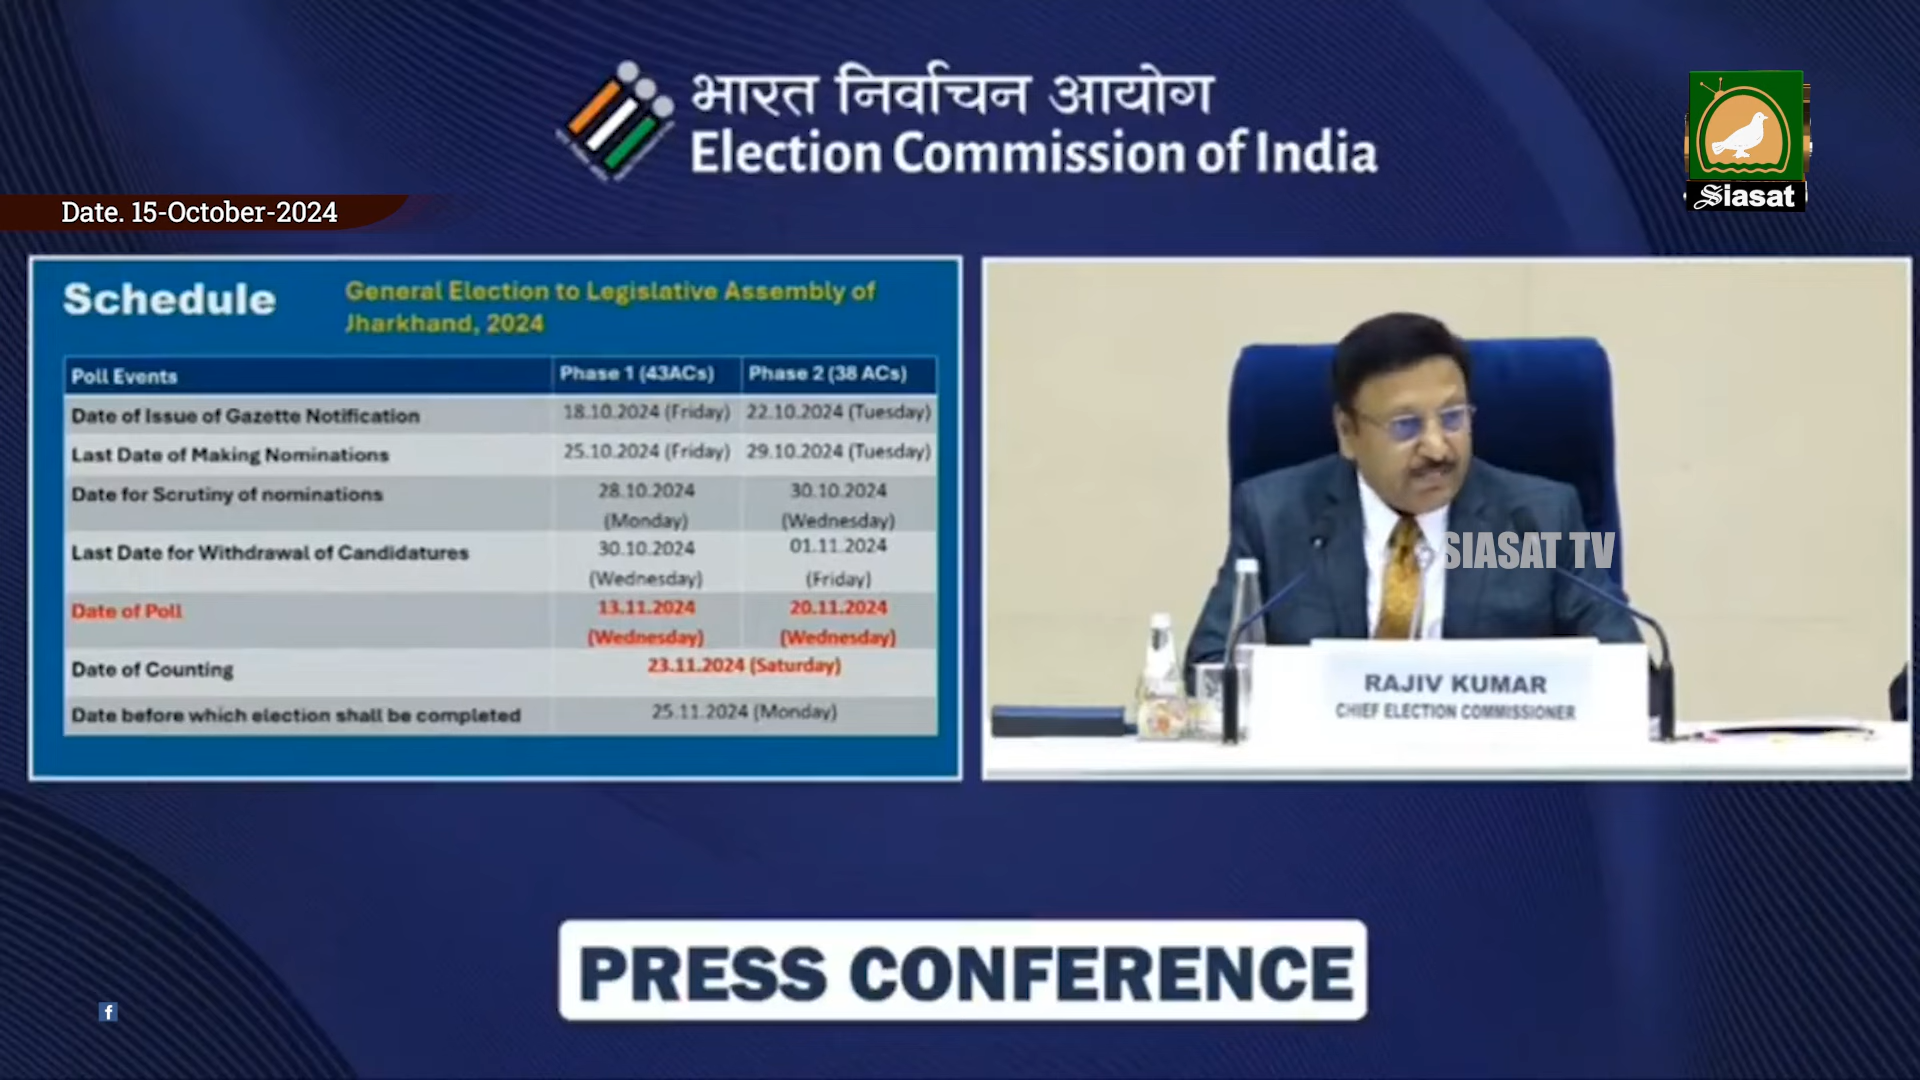 भारत निर्वाचन आयोग
Election Commission of India
Siasat
Date. 15-October-2024
Schedule
General Election to Legislative Assembly of
Jharkhand, 2024
Poll Events Phase 1 (43ACs) Phase 2 (38 ACs)
Date of Issue of Gazette Notification 18.10.2024 (Friday) 22.10.2024 (Tuesday)
Last Date of Making Nominations 25.10.2024 (Friday) 29.10.2024 (Tuesday)
Date for Scrutiny of nominations 28.10.2024 30.10.2024
(Monday) (Wednesday)
Last Date for Withdrawal of Candidatures 30.10.2024 01.11.2024
(Wednesday) (Friday)
Date of Poll 13.11.2024 20.11.2024
(Wednesday) (Wednesday)
Date of Counting 23.11.2024 (Saturday)
Date before which election shall be completed 25.11.2024 (Monday)
SIASAT TV
RAJIV KUMAR
CHIEF ELECTION COMMISSIONER
PRESS CONFERENCE
f